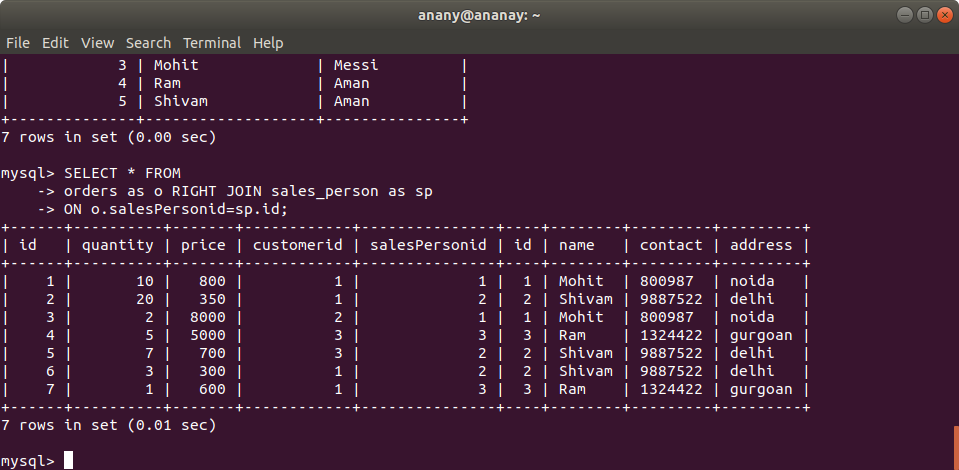 anany@ananay: ~
File Edit View Search Terminal Help
|            3 | Mohit             | Messi         |
|            4 | Ram               | Aman          |
|            5 | Shivam            | Aman          |
+--------------+-------------------+---------------+
7 rows in set (0.00 sec)
mysql> SELECT * FROM
    -> orders as o RIGHT JOIN sales_person as sp
    -> ON o.salesPersonid=sp.id;
+------+----------+-------+------------+---------------+----+--------+---------+---------+
| id   | quantity | price | customerid | salesPersonid | id | name   | contact | address |
+------+----------+-------+------------+---------------+----+--------+---------+---------+
|    1 |       10 |   800 |          1 |             1 |  1 | Mohit  | 800987  | noida   |
|    2 |       20 |   350 |          1 |             2 |  2 | Shivam | 9887522 | delhi   |
|    3 |        2 |  8000 |          2 |             1 |  1 | Mohit  | 800987  | noida   |
|    4 |        5 |  5000 |          3 |             3 |  3 | Ram    | 1324422 | gurgoan |
|    5 |        7 |   700 |          3 |             2 |  2 | Shivam | 9887522 | delhi   |
|    6 |        3 |   300 |          1 |             2 |  2 | Shivam | 9887522 | delhi   |
|    7 |        1 |   600 |          1 |             3 |  3 | Ram    | 1324422 | gurgoan |
+------+----------+-------+------------+---------------+----+--------+---------+---------+
7 rows in set (0.01 sec)
mysql>